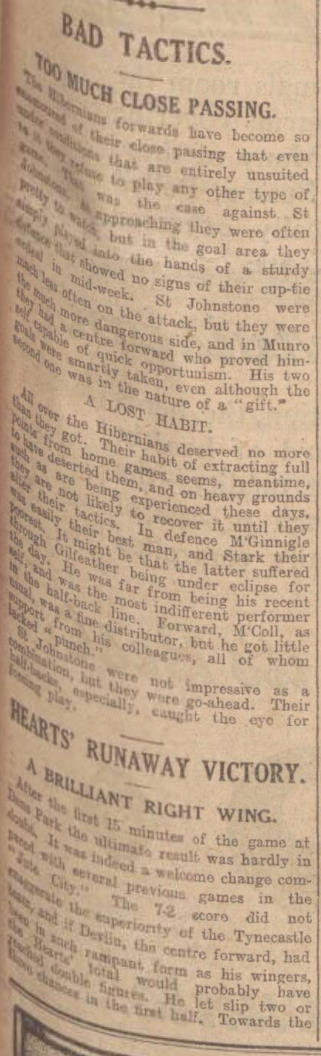 BAD TACTICS.
TOO MUCH CLOSE PASSING.
The Hibernians forwards have become so
enamoured of their close passing that even
under conditions that are entirely unsuited
to it they refuse to play any other type of
game. This was the case against St
Johnstone. In approaching they were often
pretty to watch, but in the goal area they
simply played into the hands of a sturdy
defence that showed no signs of their cup-tie
ordeal in mid-week. St Johnstone were
much less often on the attack, but they were
the much more dangerous side, and in Munro
they had a centre forward who proved him-
self capable of quick opportunism. His two
goals were smartly taken, even although the
second one was in the nature of a "gift."
A LOST HABIT.
All over the Hibernians deserved no more
than they got. Their habit of extracting full
points from home games seems, meantime,
to have deserted them, and on heavy grounds
such as are being experienced these days,
they are not likely to recover it until they
alter their tactics. In defence M'Ginnigle
was easily their best man, and Stark their
poorest. It might be that the latter suffered
through Gilfeather being under eclipse for
the day. He was far from being his recent
self, and was the most indifferent performer
in the half-back line. Forward, M'Coll, as
usual, was a fine distributor, but he got little
support from his colleagues, all of whom
lacked "punch."
St Johnstone were not impressive as a
combination, but they were go-ahead. Their
half-backs, especially, caught the eye for
play.
HEARTS' RUNAWAY VICTORY.
A BRILLIANT RIGHT WING.
After the first 15 minutes of the game at
Dens Park the ultimate result was hardly in
doubt. It was indeed a welcome change com-
pared with several previous games in the
"Jute City." The 7-2 score did not
exaggerate the superiority of the Tynecastle
team, and if Devlin, the centre forward, had
been in such rampant form as his wingers,
the Hearts' total would probably have
reached double figures. He let slip two or
three chances in the first half. Towards the